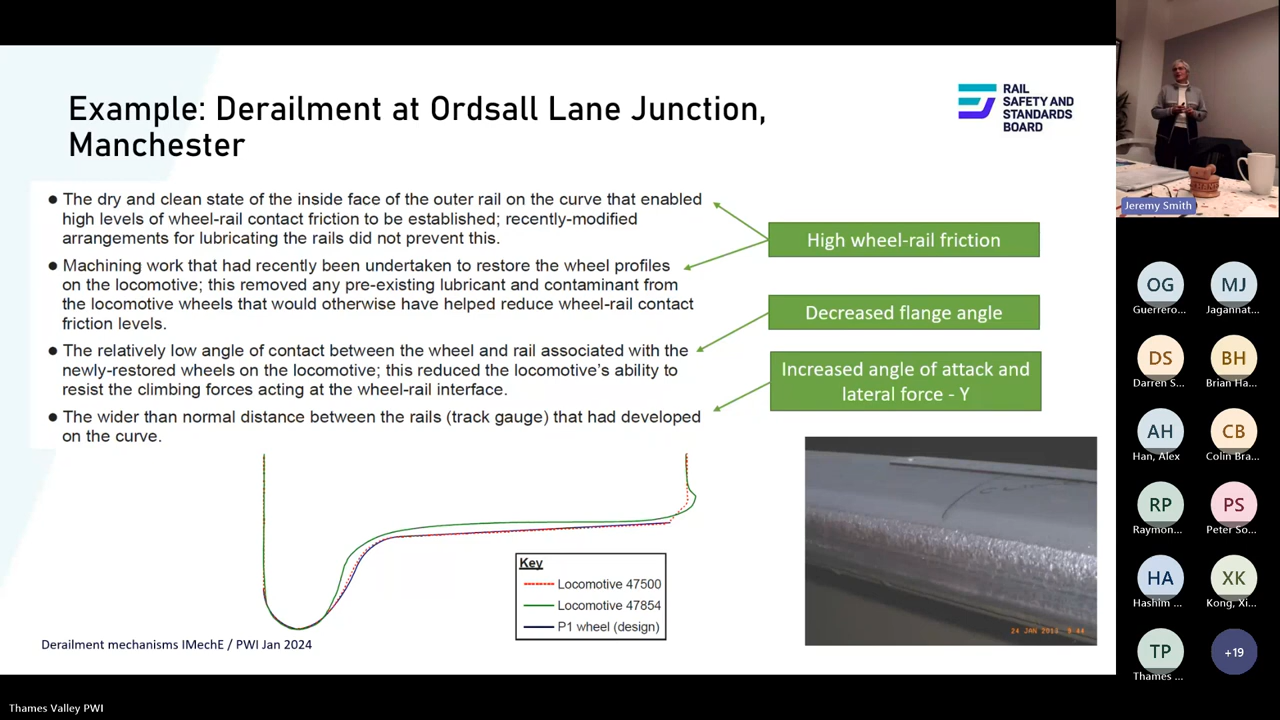 Example: Derailment at Ordsall Lane Junction,
Manchester
RAIL
SAFETY AND
STANDARDS
BOARD
● The dry and clean state of the inside face of the outer rail on the curve that enabled
high levels of wheel-rail contact friction to be established; recently-modified
arrangements for lubricating the rails did not prevent this.
● Machining work that had recently been undertaken to restore the wheel profiles
on the locomotive; this removed any pre-existing lubricant and contaminant from
the locomotive wheels that would otherwise have helped reduce wheel-rail contact
friction levels.
● The relatively low angle of contact between the wheel and rail associated with the
newly-restored wheels on the locomotive; this reduced the locomotive's ability to
resist the climbing forces acting at the wheel-rail interface.
● The wider than normal distance between the rails (track gauge) that had developed
on the curve.
High wheel-rail friction
Decreased flange angle
Increased angle of attack and
lateral force - Y
Key
Locomotive 47500
Locomotive 47854
P1 wheel (design)
Derailment mechanisms IMechE / PWI Jan 2024
Jeremy Smith
OG
Guerrero...
MJ
Jagannat...
DS
Darren S...
BH
Brian Ha...
AH
Han, Alex
CB
Colin Bra...
RP
Raymon...
PS
Peter So...
HA
Hashim ...
XK
Kong, Xi...
TP
Thames ...
+19
Thames Valley PWI